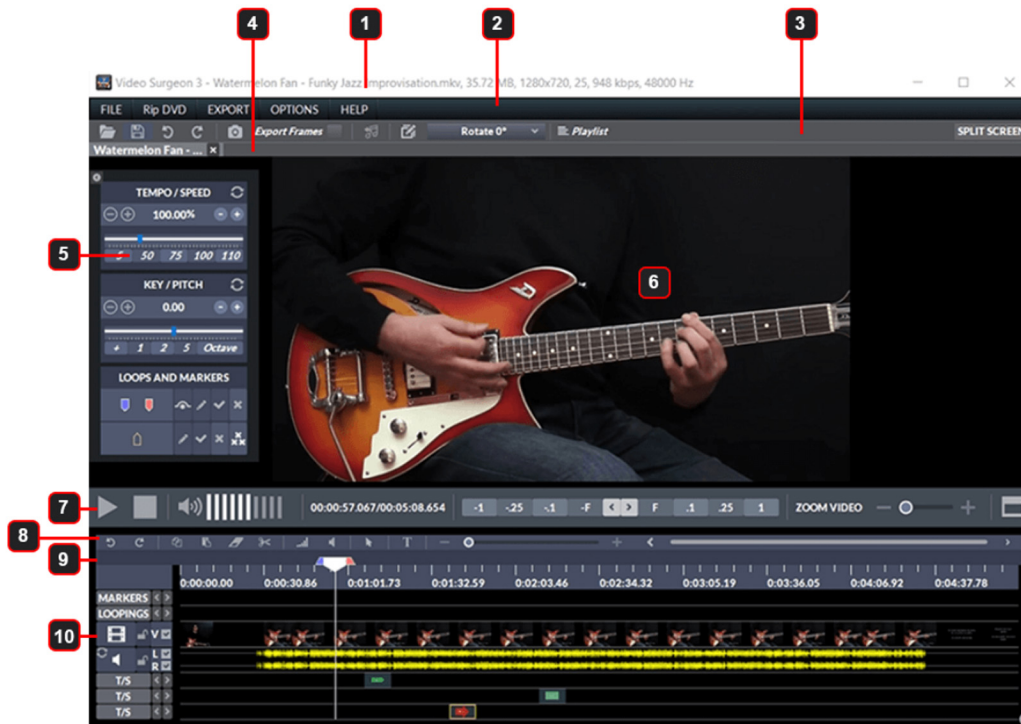 4 1 2 3
Video Surgeon 3 - Watermelon Fan - Funky Jazz Improvisation.mkv, 35.72 MB, 1280x720, 25, 948 kbps, 48000 Hz
FILE Rip DVD EXPORT OPTIONS HELP
Export Frames Rotate 0° Playlist SPLIT SCREEN
Watermelon Fan - ...
TEMPO / SPEED
100.00%
5
5 50 75 100 110
KEY / PITCH
0.00
+ 1 2 5 Octave
LOOPS AND MARKERS
6
7
00:00:57.067/00:05:08.654 -1 -.25 -.1 -F < > F .1 .25 1 ZOOM VIDEO
8
T
9
0:00:00.00 0:00:30.86 0:01:01.73 0:01:32.59 0:02:03.46 0:02:34.32 0:03:05.19 0:03:36.05 0:04:06.92 0:04:37.78
MARKERS < >
LOOPINGS < >
10
V
L
R
T/S < >
T/S < >
T/S < >